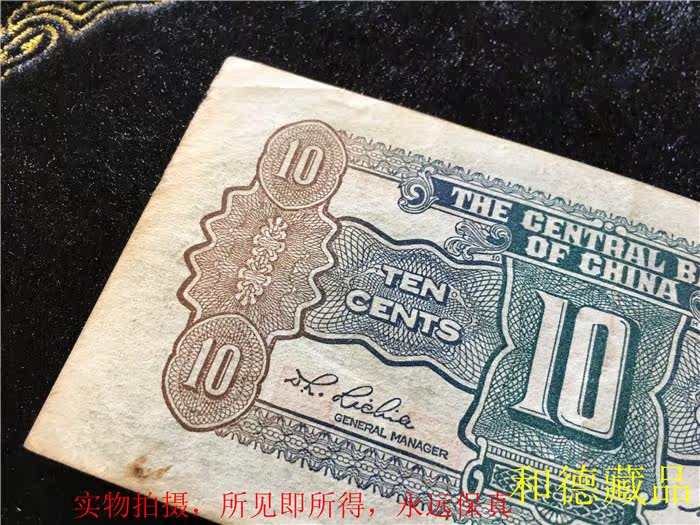 10
THE CENTRAL B
OF CHINA
TEN
CENTS
10
10
GENERAL MANAGER
和德藏品
实物拍摄，所见即所得，永远保真